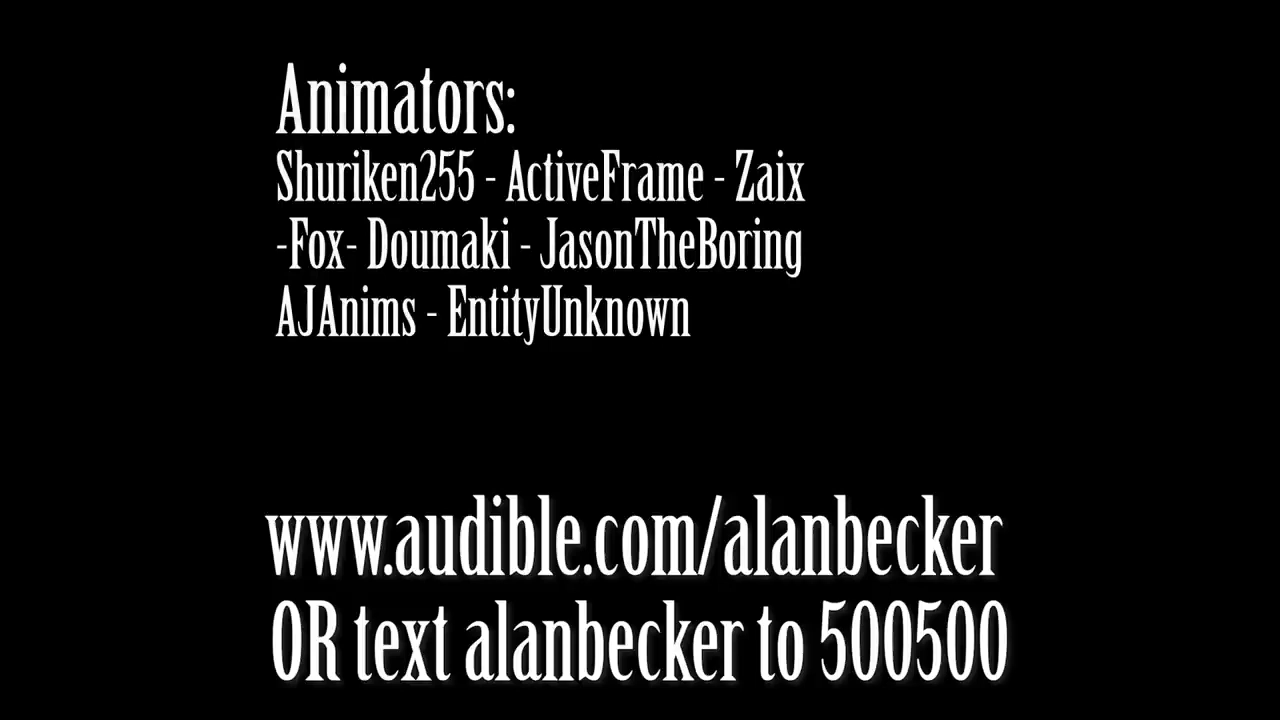 Animators:
Shuriken255 - ActiveFrame - Zaix
-Fox- Doumaki - JasonTheBoring
AJAnims - EntityUnknown
www.audible.com/alanbecker
OR text alanbecker to 500500